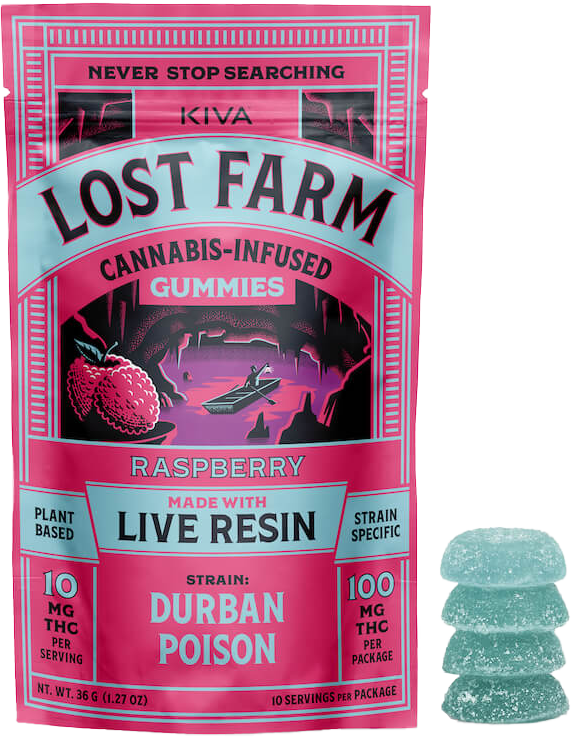 NEVER STOP SEARCHING
KIVA
LOST FARM
CANNABIS-INFUSED
GUMMIES
RASPBERRY
MADE WITH
LIVE RESIN
PLANT
BASED
STRAIN
SPECIFIC
STRAIN:
DURBAN
POISON
10
MG
THC
PER
SERVING
100
MG
THC
PER
PACKAGE
NT. WT. 36 G (1.27 OZ)
10 SERVINGS PER PACKAGE